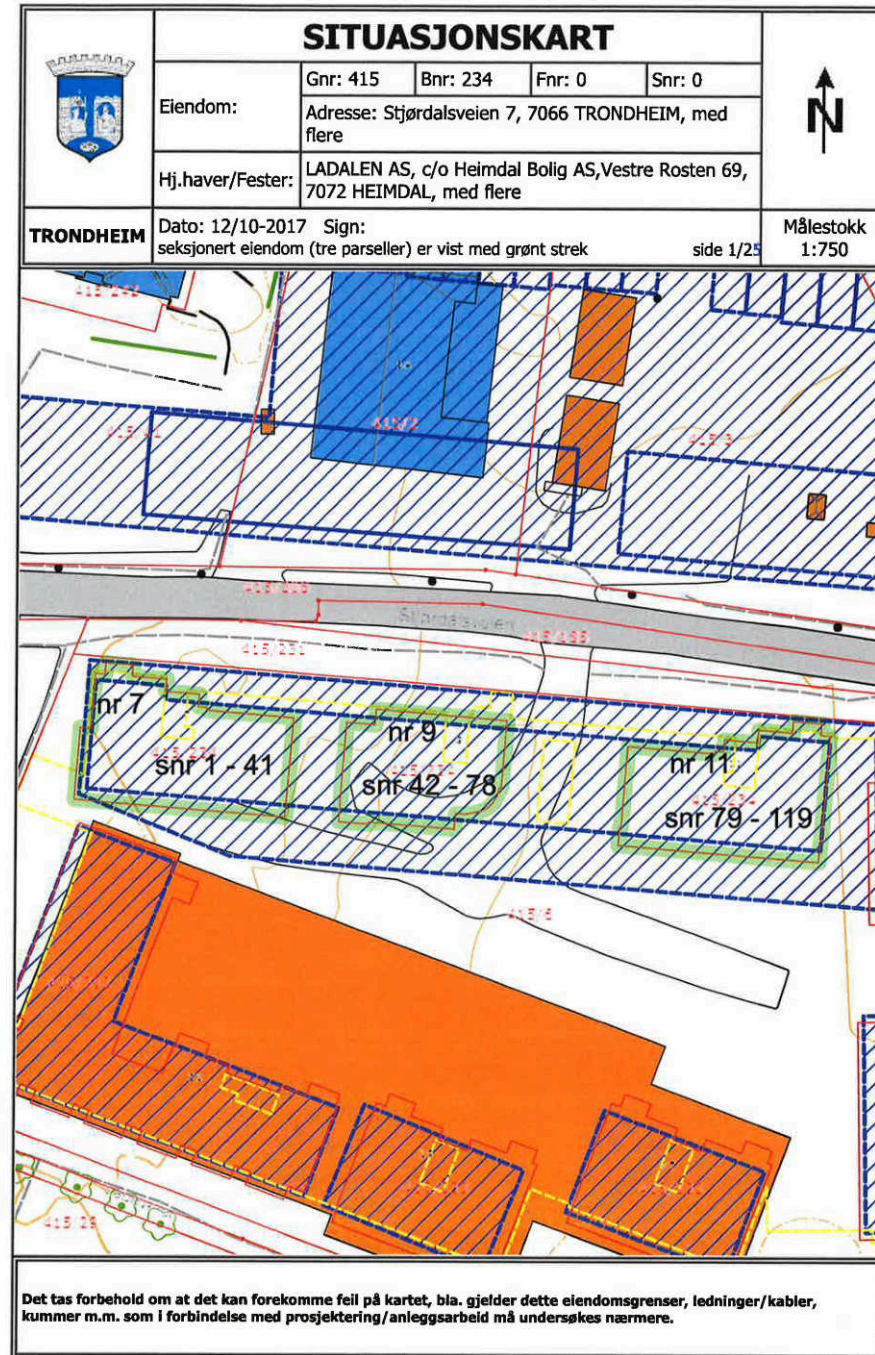 SITUASJONSKART
Eiendom:
Gnr: 415
Bnr: 234
Fnr: 0
Snr: 0
Adresse: Stjørdalsveien 7, 7066 TRONDHEIM, med
flere
Hj.haver/Fester:
LADALEN AS, c/o Heimdal Bolig AS,Vestre Rosten 69,
7072 HEIMDAL, med flere
N
TRONDHEIM
Dato: 12/10-2017 Sign:
seksjonert eiendom (tre parseller) er vist med grønt strek
side 1/25
Målestokk
1:750
415/2
415/3
Stjørdalsveien
415/231
nr 7
snr 1 - 41
nr 9
snr 42 - 78
nr 11
415/234
snr 79 - 119
415/6
Det tas forbehold om at det kan forekomme feil på kartet, bla. gjelder dette eiendomsgrenser, ledninger/kabler,
kummer m.m. som i forbindelse med prosjektering/anleggsarbeid må undersøkes nærmere.